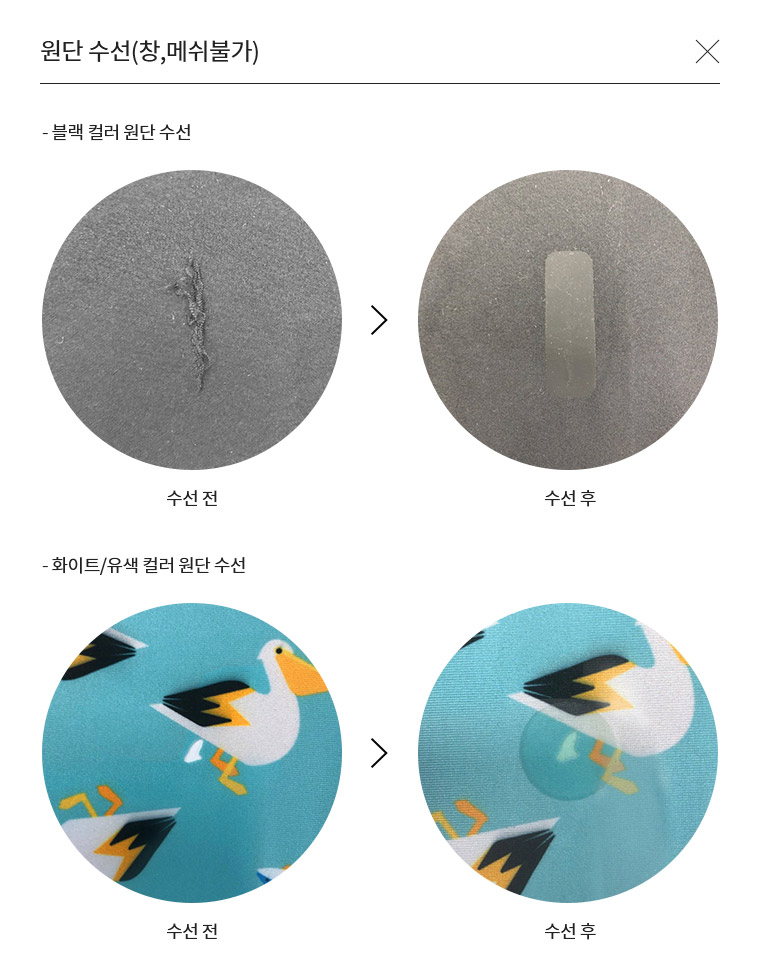 원단 수선(창,메쉬불가)
- 블랙 컬러 원단 수선
수선 전
수선 후
- 화이트/유색 컬러 원단 수선
수선 전
수선 후